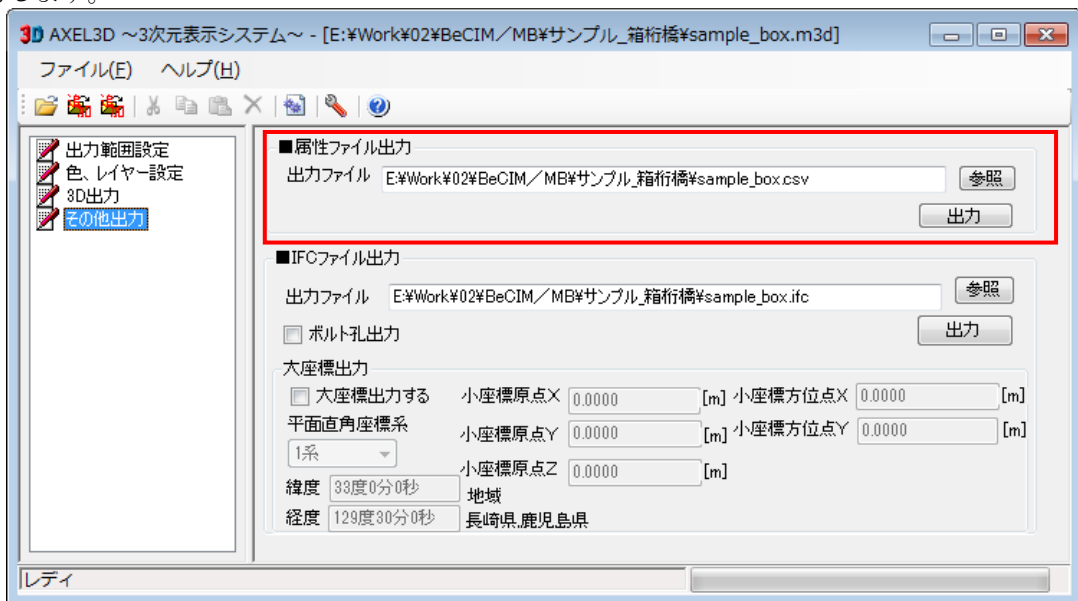 します。
3D AXEL3D ～3次元表示システム～ - [E:¥Work¥02¥BeCIM／MB¥サンプル_箱桁橋¥sample_box.m3d]
ファイル(F) ヘルプ(H)
出力範囲設定
色、レイヤー設定
3D出力
その他出力
■属性ファイル出力
出力ファイル E:¥Work¥02¥BeCIM／MB¥サンプル_箱桁橋¥sample_box.csv 参照
出力
■IFCファイル出力
出力ファイル E:¥Work¥02¥BeCIM／MB¥サンプル_箱桁橋¥sample_box.ifc 参照
ボルト孔出力 出力
大座標出力
大座標出力する 小座標原点X 0.0000 [m] 小座標方位点X 0.0000 [m]
平面直角座標系 小座標原点Y 0.0000 [m] 小座標方位点Y 0.0000 [m]
1系 小座標原点Z 0.0000 [m]
緯度 33度0分0秒 地域
経度 129度30分0秒 長崎県,鹿児島県
レディ